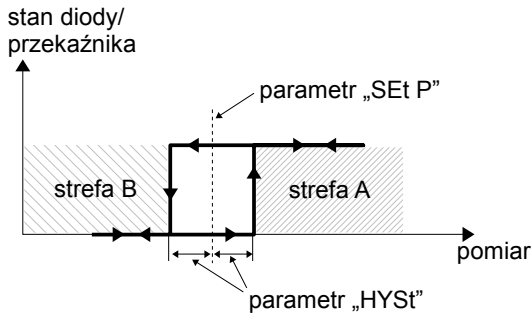 stan diody/
przekaźnika
parametr „SEt P”
strefa B
strefa A
pomiar
parametr „HYSt”